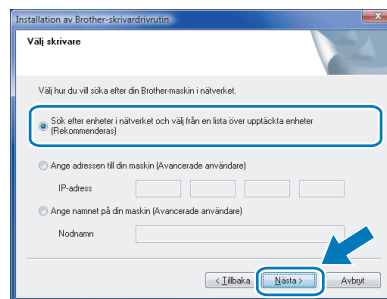 Installation av Brother-skrivardrivrutin
Välj skrivare
Välj hur du vill söka efter din Brother-maskin i nätverket.
Sök efter enheter i nätverket och välj från en lista över upptäckta enheter
(Rekommenderas)
Ange adressen till din maskin (Avancerade användare)
IP-adress
Ange namnet på din maskin (Avancerade användare)
Nodnamn
< Tillbaka
Nästa >
Avbryt